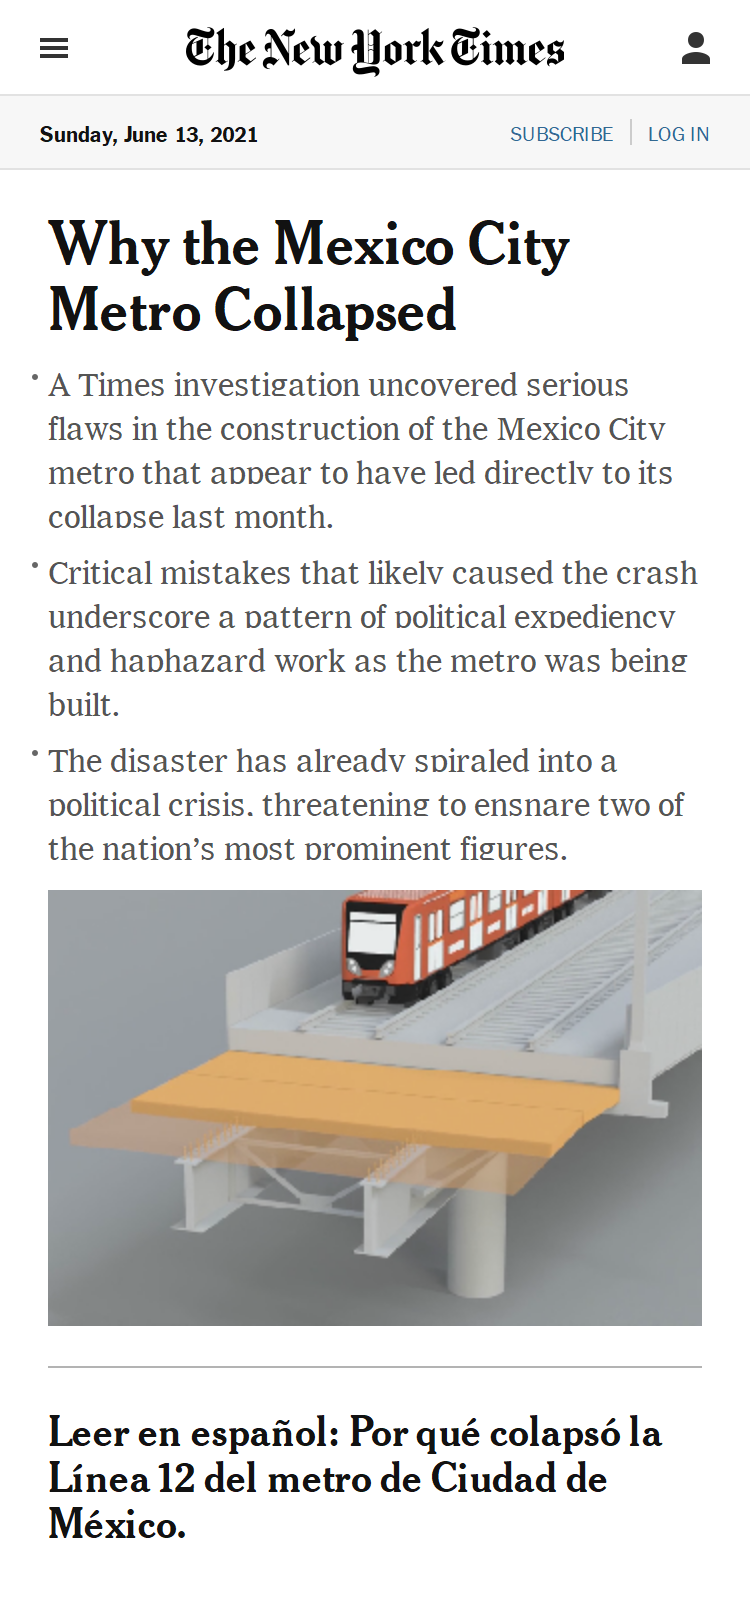 The New York Times
Sunday, June 13, 2021
SUBSCRIBE
LOG IN
Why the Mexico City
Metro Collapsed
• A Times investigation uncovered serious
flaws in the construction of the Mexico City
metro that appear to have led directly to its
collapse last month.
• Critical mistakes that likely caused the crash
underscore a pattern of political expediency
and haphazard work as the metro was being
built.
• The disaster has already spiraled into a
political crisis, threatening to ensnare two of
the nation’s most prominent figures.
Leer en español: Por qué colapsó la
Línea 12 del metro de Ciudad de
México.